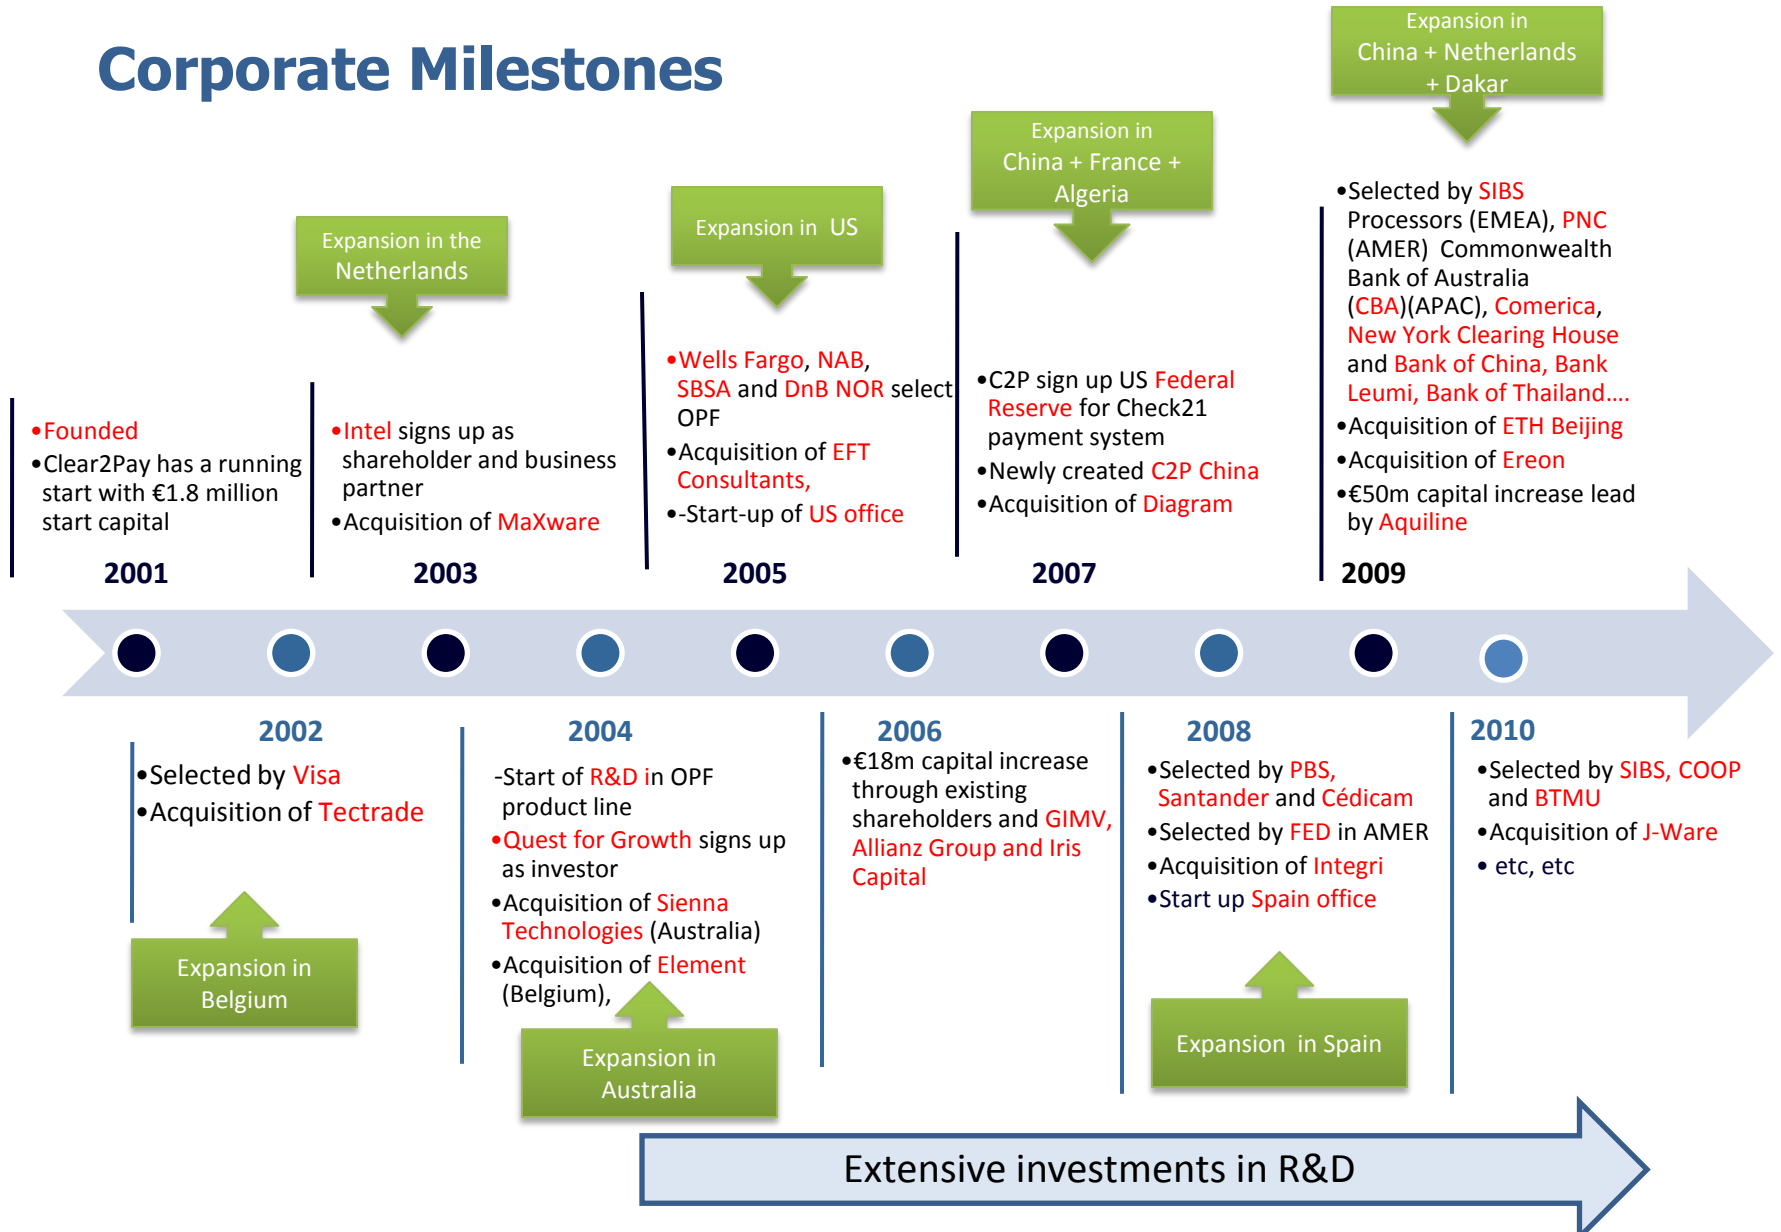 Corporate Milestones
Expansion in
China + Netherlands
+ Dakar
Expansion in
China + France +
Algeria
Expansion in  US
Expansion in the
Netherlands
•Founded
•Clear2Pay has a running
start with €1.8 million
start capital
2001
•Intel signs up as
shareholder and business
partner
•Acquisition of MaXware
2003
•Wells Fargo, NAB,
SBSA and DnB NOR select
OPF
•Acquisition of EFT
Consultants,
•-Start-up of US office
2005
•C2P sign up US Federal
Reserve for Check21
payment system
•Newly created C2P China
•Acquisition of Diagram
2007
•Selected by SIBS
Processors (EMEA), PNC
(AMER)  Commonwealth
Bank of Australia
(CBA)(APAC), Comerica,
New York Clearing House
and Bank of China, Bank
Leumi, Bank of Thailand….
•Acquisition of ETH Beijing
•Acquisition of Ereon
•€50m capital increase lead
by Aquiline
2009
2002
•Selected by Visa
•Acquisition of Tectrade
Expansion in
Belgium
2004
-Start of R&D in OPF
product line
•Quest for Growth signs up
as investor
•Acquisition of Sienna
Technologies (Australia)
•Acquisition of Element
(Belgium),
Expansion in
Australia
2006
•€18m capital increase
through existing
shareholders and GIMV,
Allianz Group and Iris
Capital
2008
•Selected by PBS,
Santander and Cédicam
•Selected by FED in AMER
•Acquisition of Integri
•Start up Spain office
Expansion  in Spain
2010
•Selected by SIBS, COOP
and BTMU
•Acquisition of J-Ware
• etc, etc
Extensive investments in R&D